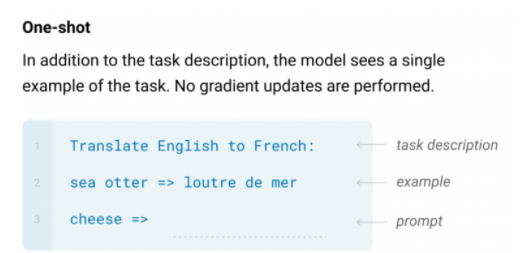 One-shot
In addition to the task description, the model sees a single
example of the task. No gradient updates are performed.
1 Translate English to French: task description
2 sea otter => loutre de mer example
3 cheese => prompt